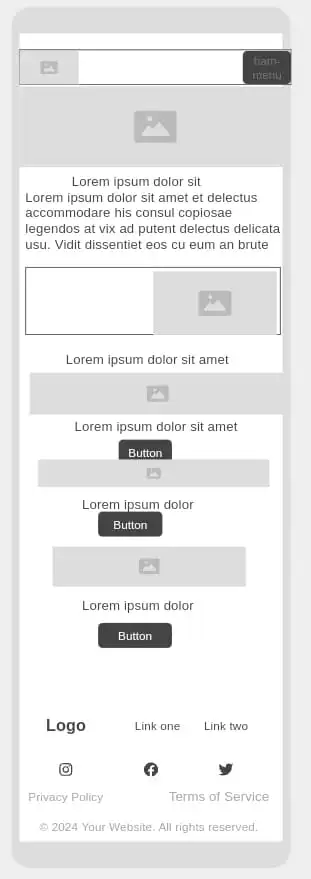 ham-
menu
Lorem ipsum dolor sit
Lorem ipsum dolor sit amet et delectus
accommodare his consul copiosae
legendos at vix ad putent delectus delicata
usu. Vidit dissentiet eos cu eum an brute
Lorem ipsum dolor sit amet
Lorem ipsum dolor sit amet
Button
Lorem ipsum dolor
Button
Lorem ipsum dolor
Button
Logo Link one Link two
Privacy Policy Terms of Service
© 2024 Your Website. All rights reserved.